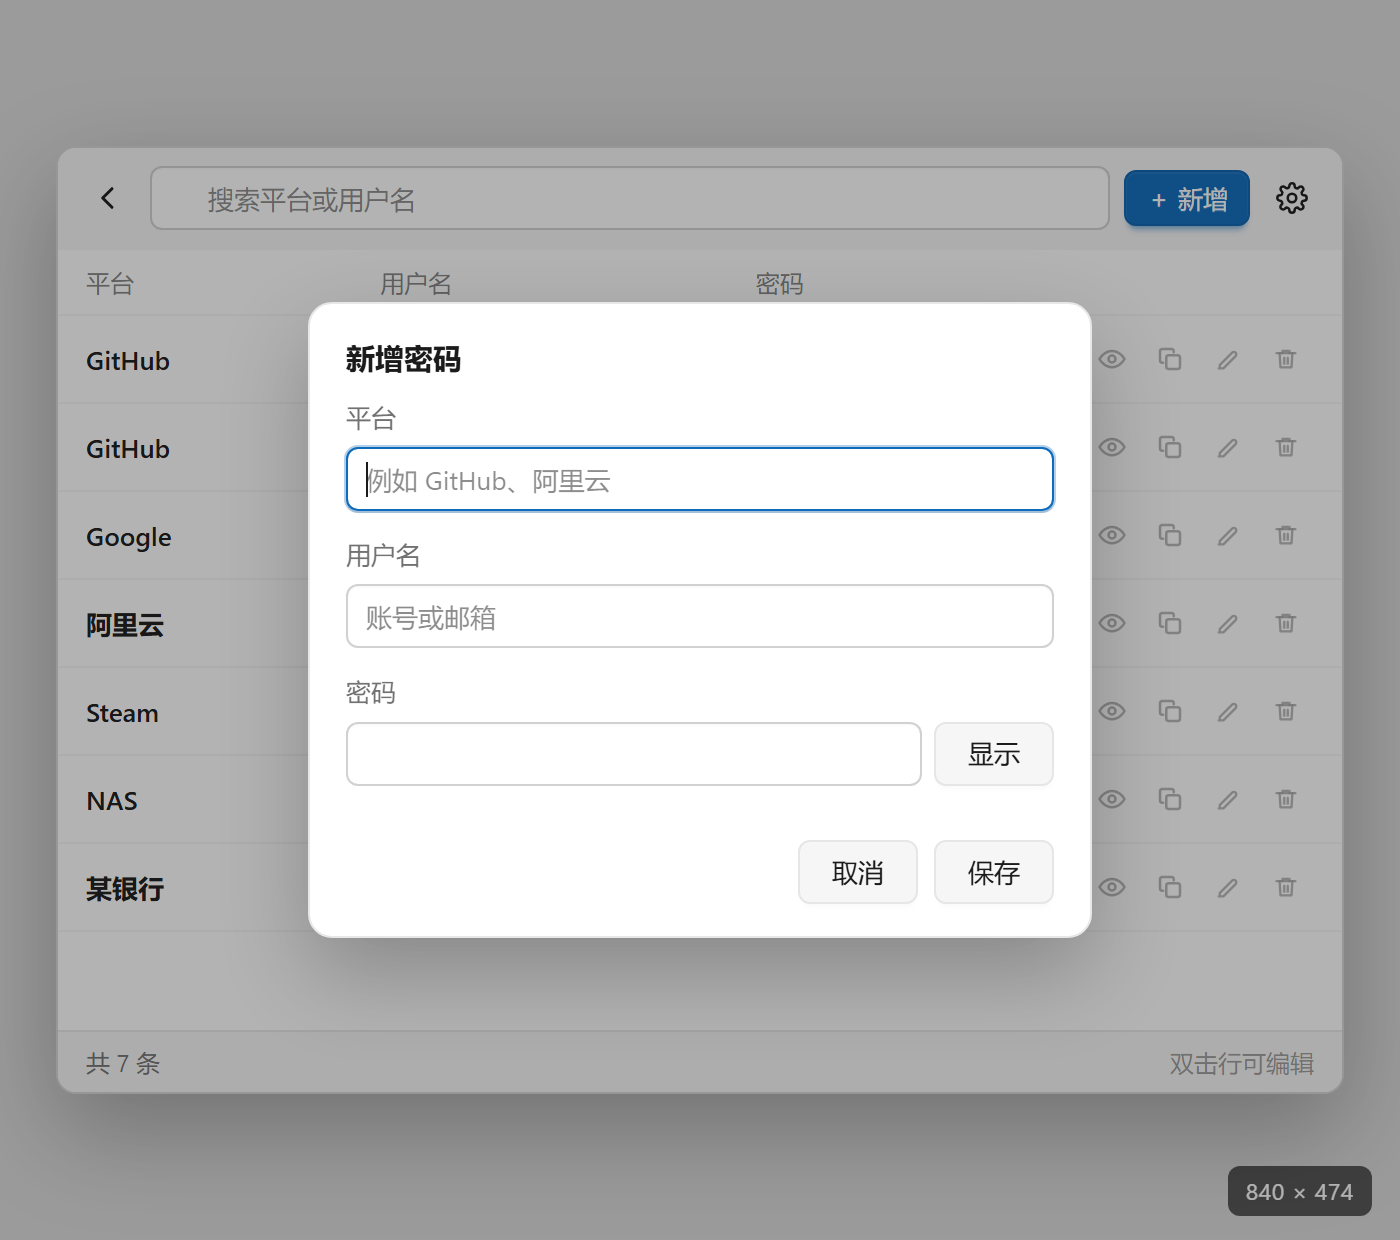 搜索平台或用户名
+ 新增
平台 用户名 密码
GitHub
GitHub
Google
阿里云
Steam
NAS
某银行
新增密码
平台
例如 GitHub、阿里云
用户名
账号或邮箱
密码
显示
取消 保存
共 7 条 双击行可编辑
840 × 474